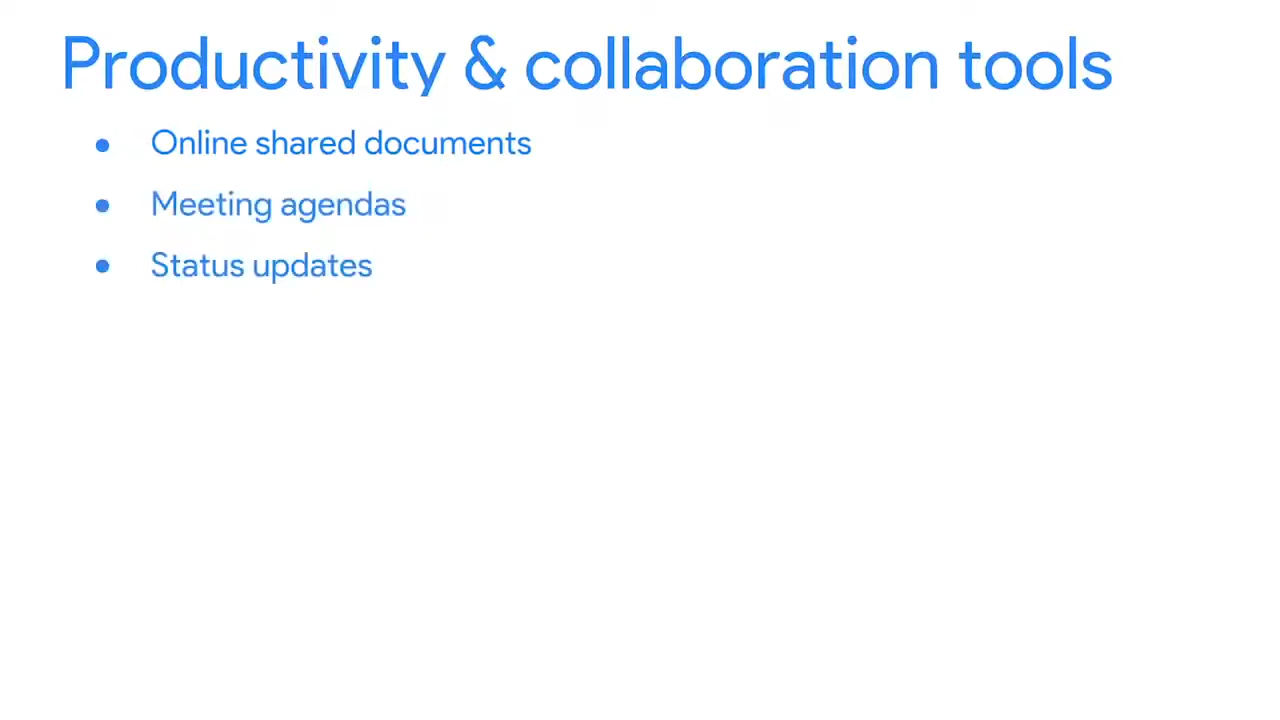 Productivity & collaboration tools
• Online shared documents
• Meeting agendas
• Status updates